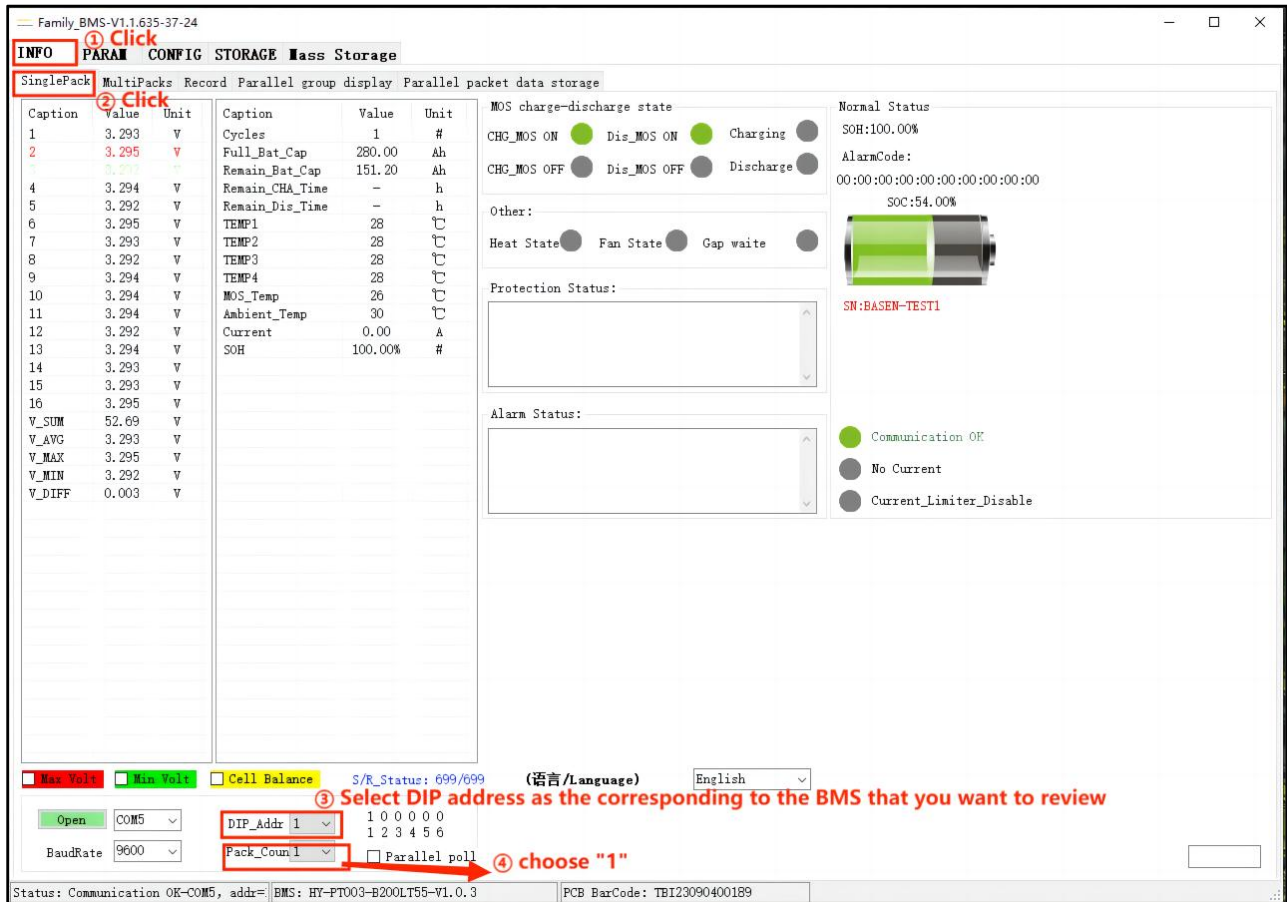 Family_BMS-V1.1.635-37-24
① Click
INFO PARAM CONFIG STORAGE Mass Storage
SinglePack MultiPacks Record Parallel group display Parallel packet data storage
② Click
Caption Value Unit
1 3.293 V
2 3.295 V
4 3.294 V
5 3.292 V
6 3.295 V
7 3.293 V
8 3.292 V
9 3.294 V
10 3.294 V
11 3.294 V
12 3.292 V
13 3.294 V
14 3.293 V
15 3.293 V
16 3.295 V
V_SUM 52.69 V
V_AVG 3.293 V
V_MAX 3.295 V
V_MIN 3.292 V
V_DIFF 0.003 V
Caption Value Unit
Cycles 1 #
Full_Bat_Cap 280.00 Ah
Remain_Bat_Cap 151.20 Ah
Remain_CHA_Time - h
Remain_Dis_Time - h
TEMP1 28 ℃
TEMP2 28 ℃
TEMP3 28 ℃
TEMP4 28 ℃
MOS_Temp 26 ℃
Ambient_Temp 30 ℃
Current 0.00 A
SOH 100.00% #
MOS charge-discharge state
CHG_MOS ON Dis_MOS ON Charging
CHG_MOS OFF Dis_MOS OFF Discharge
Other:
Heat State Fan State Gap waite
Protection Status:
Alarm Status:
Normal Status
SOH:100.00%
AlarmCode:
00:00:00:00:00:00:00:00:00:00
SOC:54.00%
SN:BASEN-TEST1
Communication OK
No Current
Current_Limiter_Disable
Max Volt Min Volt Cell Balance S/R_Status: 699/699 (语言/Language) English
③ Select DIP address as the corresponding to the BMS that you want to review
Open COM5 DIP_Addr 1 1 0 0 0 0 0
1 2 3 4 5 6
BaudRate 9600 Pack_Coun 1 Parallel poll
④ choose "1"
Status: Communication OK-COM5, addr= BMS: HY-PT003-B200LT55-V1.0.3 PCB BarCode: TBI23090400189